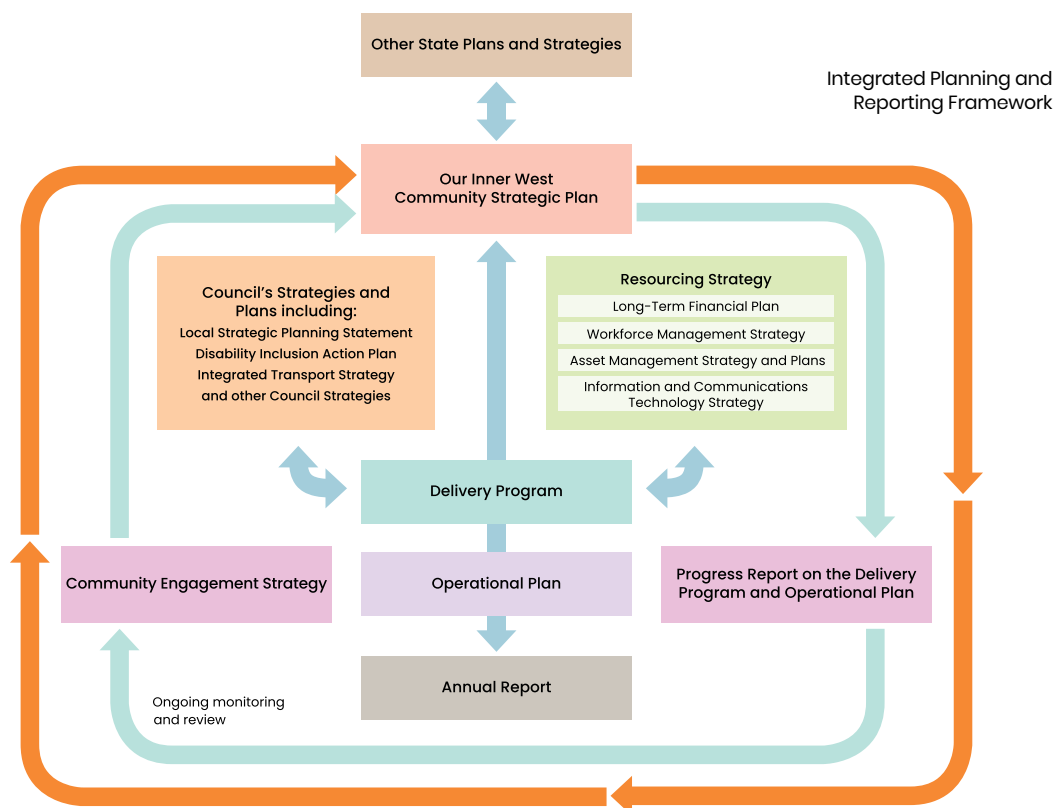 Other State Plans and Strategies
Integrated Planning and
Reporting Framework
Our Inner West
Community Strategic Plan
Council’s Strategies and
Plans including:
Local Strategic Planning Statement
Disability Inclusion Action Plan
Integrated Transport Strategy
and other Council Strategies
Resourcing Strategy
Long-Term Financial Plan
Workforce Management Strategy
Asset Management Strategy and Plans
Information and Communications
Technology Strategy
Delivery Program
Community Engagement Strategy
Operational Plan
Progress Report on the Delivery
Program and Operational Plan
Annual Report
Ongoing monitoring
and review